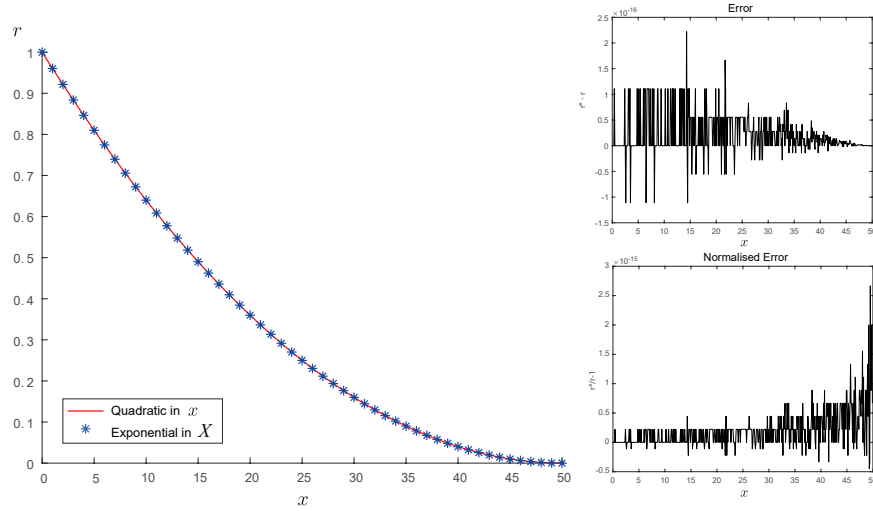 r
1
0.9
0.8
0.7
0.6
0.5
0.4
0.3
0.2
0.1
0
0 5 10 15 20 25 30 35 40 45 50
x
Quadratic in x
Exponential in X
Error
×10⁻¹⁶
2.5
2
1.5
1
0.5
0
-0.5
-1
-1.5
r* - r
0 5 10 15 20 25 30 35 40 45 50
x
Normalised Error
×10⁻¹⁵
3
2.5
2
1.5
1
0.5
0
-0.5
r*/r-1
0 5 10 15 20 25 30 35 40 45 50
x